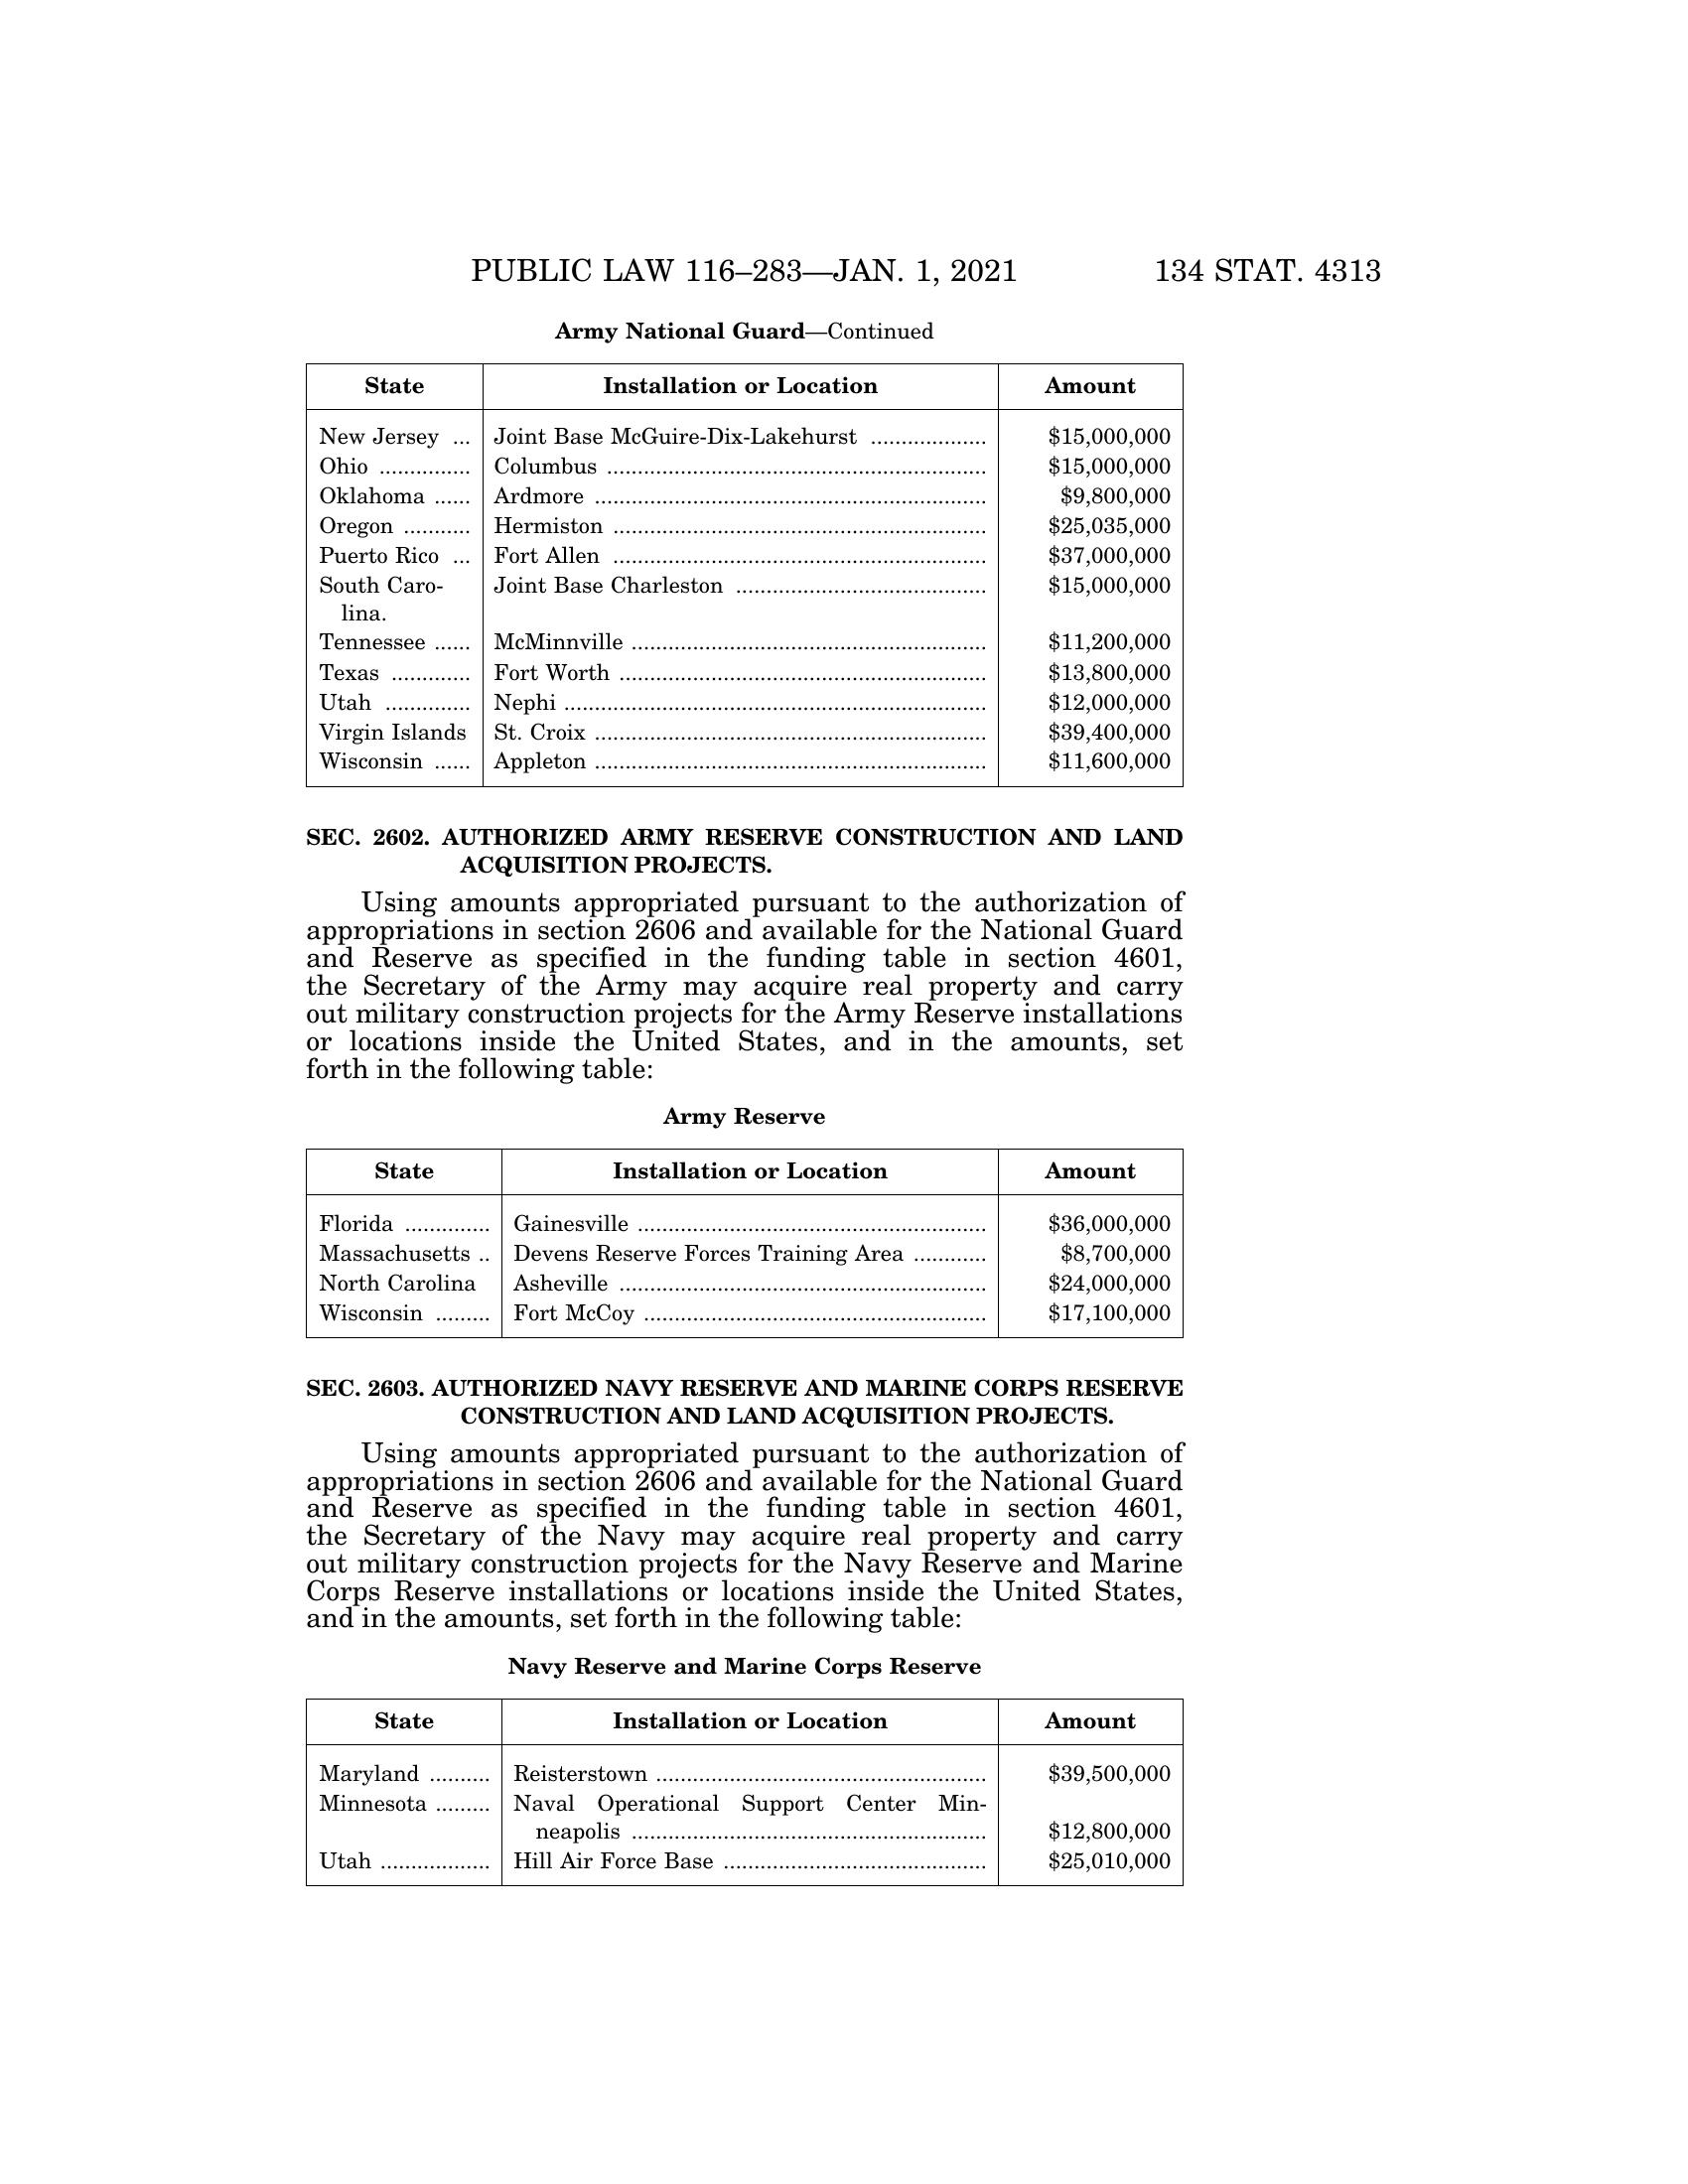 PUBLIC LAW 116–283—JAN. 1, 2021 134 STAT. 4313
Army National Guard—Continued
State Installation or Location Amount
New Jersey ... Joint Base McGuire-Dix-Lakehurst ................... $15,000,000
Ohio ............... Columbus .............................................................. $15,000,000
Oklahoma ...... Ardmore ................................................................ $9,800,000
Oregon ........... Hermiston ............................................................. $25,035,000
Puerto Rico ... Fort Allen ............................................................. $37,000,000
South Caro- Joint Base Charleston ......................................... $15,000,000
lina.
Tennessee ...... McMinnville .......................................................... $11,200,000
Texas ............. Fort Worth ............................................................ $13,800,000
Utah .............. Nephi ..................................................................... $12,000,000
Virgin Islands St. Croix ................................................................ $39,400,000
Wisconsin ...... Appleton ................................................................ $11,600,000
SEC. 2602. AUTHORIZED ARMY RESERVE CONSTRUCTION AND LAND
ACQUISITION PROJECTS.
Using amounts appropriated pursuant to the authorization of
appropriations in section 2606 and available for the National Guard
and Reserve as specified in the funding table in section 4601,
the Secretary of the Army may acquire real property and carry
out military construction projects for the Army Reserve installations
or locations inside the United States, and in the amounts, set
forth in the following table:
Army Reserve
State Installation or Location Amount
Florida .............. Gainesville ......................................................... $36,000,000
Massachusetts .. Devens Reserve Forces Training Area ............ $8,700,000
North Carolina Asheville ............................................................ $24,000,000
Wisconsin ......... Fort McCoy ........................................................ $17,100,000
SEC. 2603. AUTHORIZED NAVY RESERVE AND MARINE CORPS RESERVE
CONSTRUCTION AND LAND ACQUISITION PROJECTS.
Using amounts appropriated pursuant to the authorization of
appropriations in section 2606 and available for the National Guard
and Reserve as specified in the funding table in section 4601,
the Secretary of the Navy may acquire real property and carry
out military construction projects for the Navy Reserve and Marine
Corps Reserve installations or locations inside the United States,
and in the amounts, set forth in the following table:
Navy Reserve and Marine Corps Reserve
State Installation or Location Amount
Maryland .......... Reisterstown ...................................................... $39,500,000
Minnesota ......... Naval Operational Support Center Min-
neapolis .......................................................... $12,800,000
Utah .................. Hill Air Force Base ........................................... $25,010,000